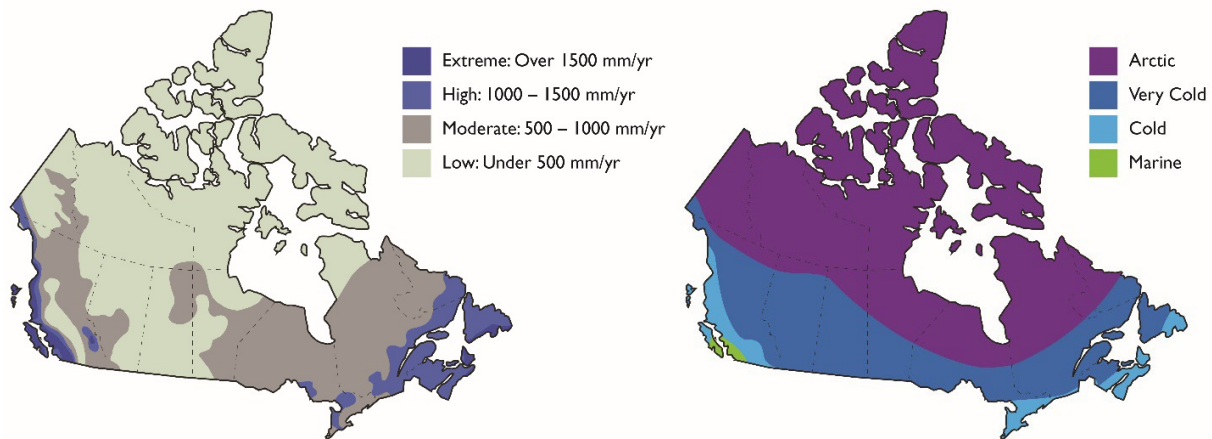 Extreme: Over 1500 mm/yr
High: 1000 – 1500 mm/yr
Moderate: 500 – 1000 mm/yr
Low: Under 500 mm/yr
Arctic
Very Cold
Cold
Marine